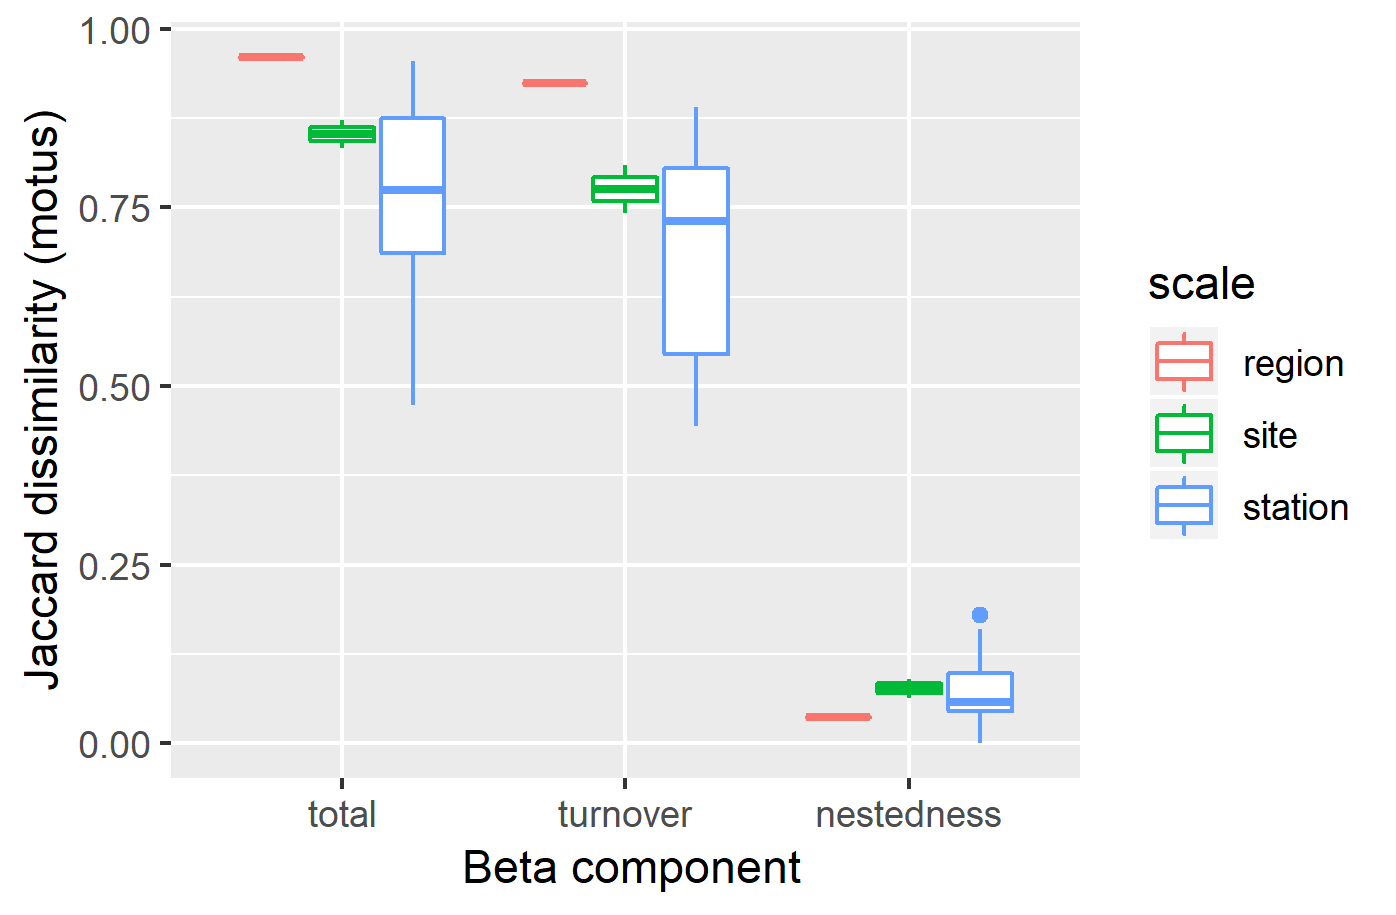 Jaccard dissimilarity (motus)
1.00
0.75
0.50
0.25
0.00
total turnover nestedness
Beta component
scale
region
site
station